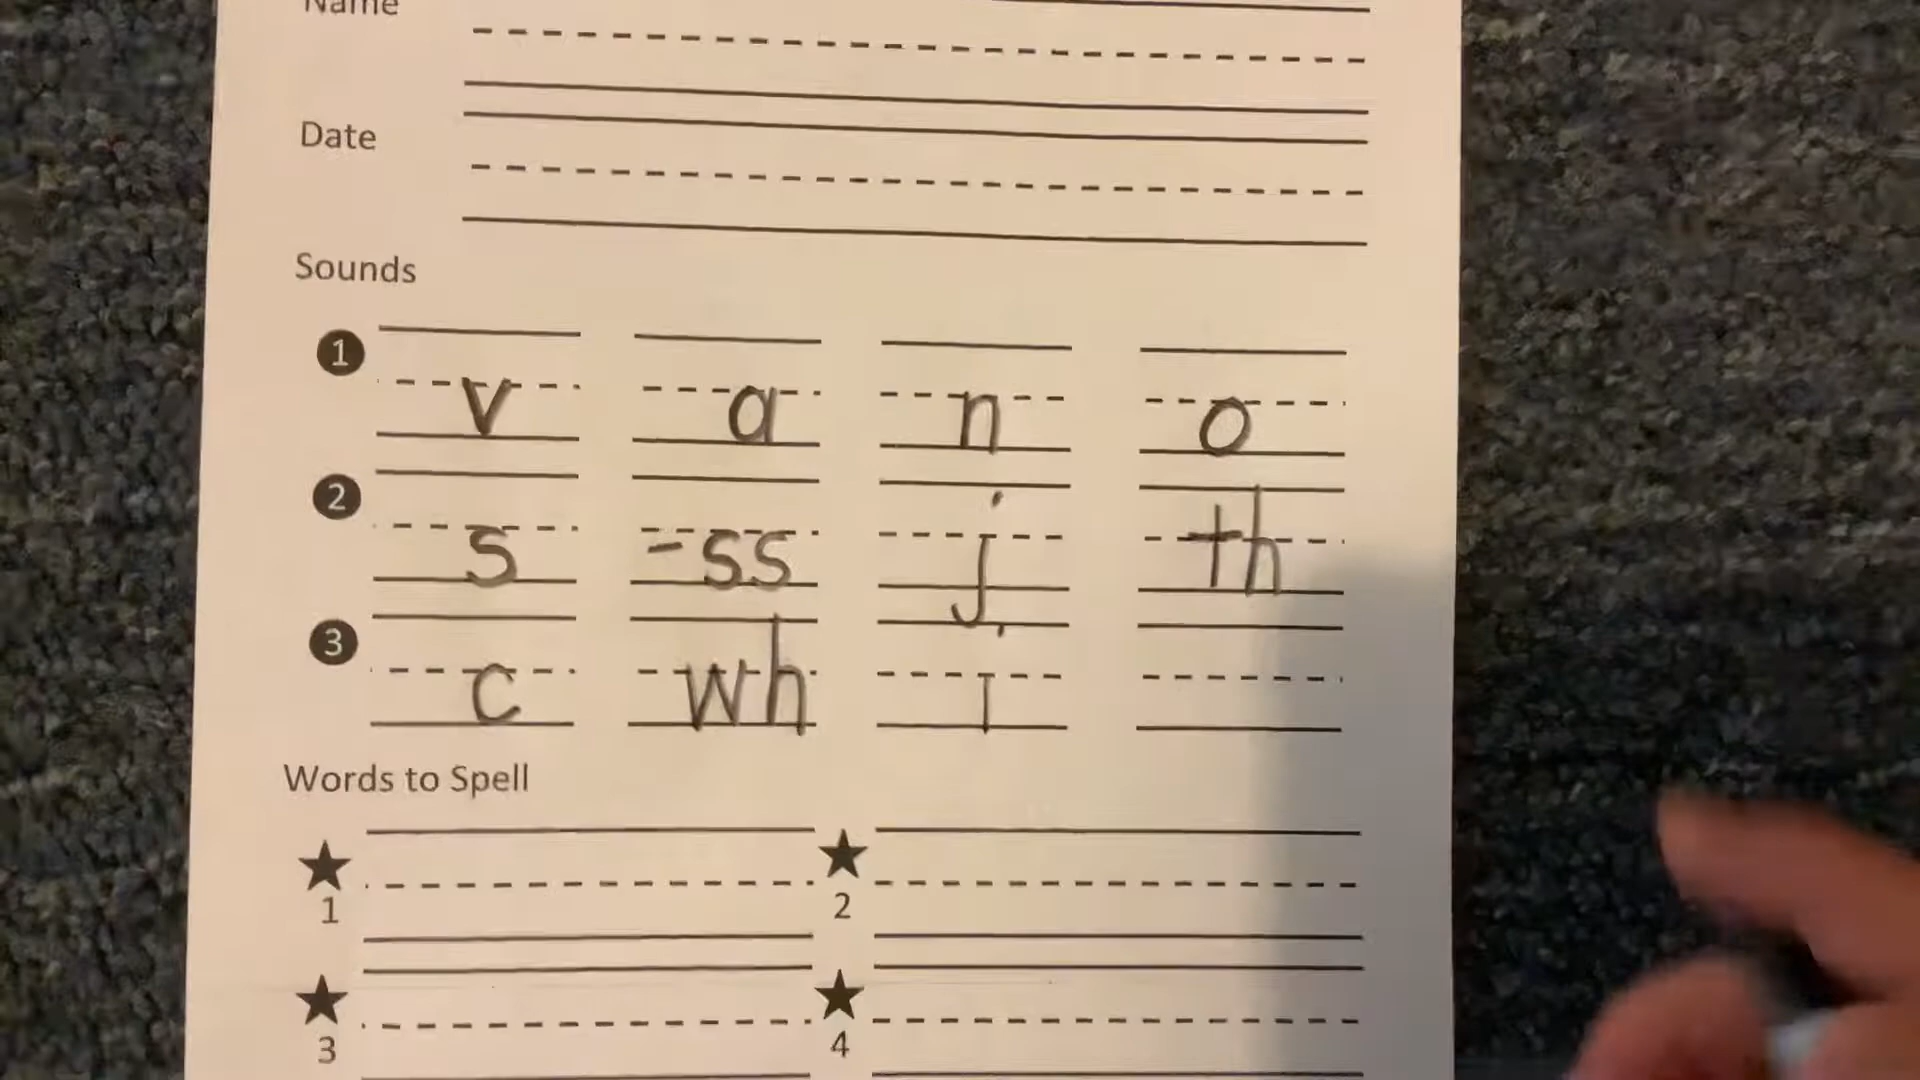 Name
Date
Sounds
1 v a n o
2 s -ss j th
3 c wh i
Words to Spell
1 2
3 4